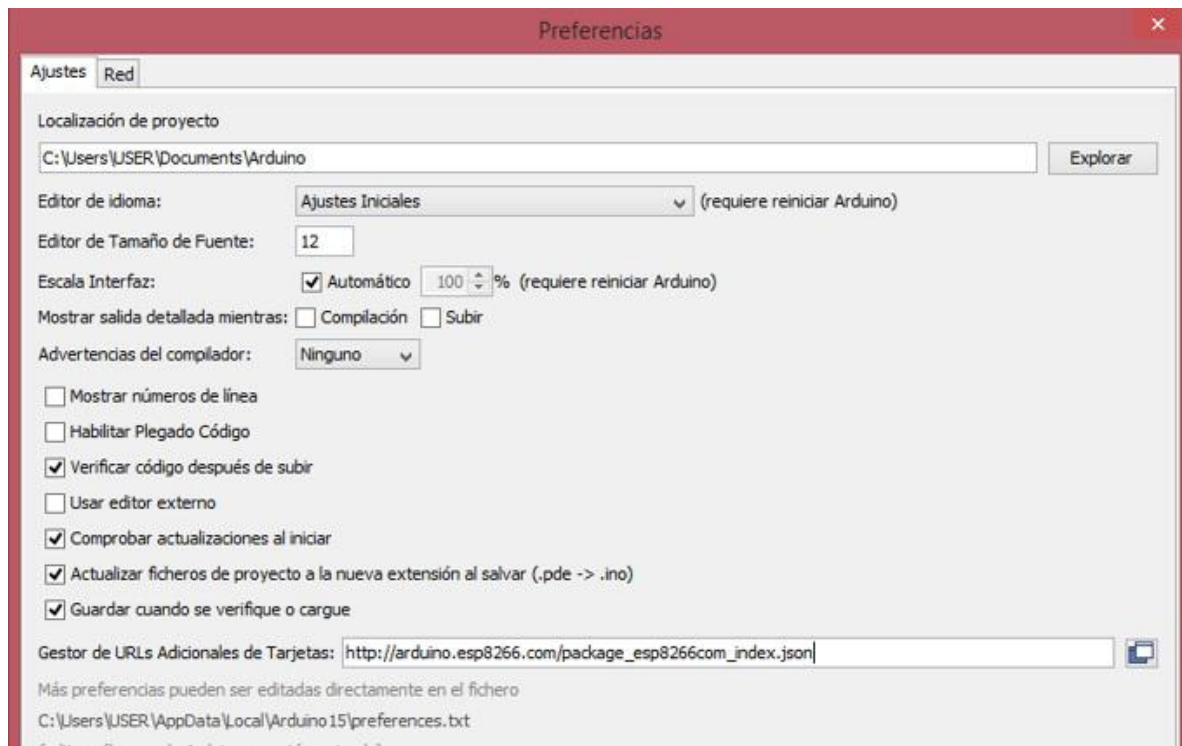 Preferencias
Ajustes Red
Localización de proyecto
C:\Users\USER\Documents\Arduino Explorar
Editor de idioma: Ajustes Iniciales (requiere reiniciar Arduino)
Editor de Tamaño de Fuente: 12
Escala Interfaz: Automático 100 % (requiere reiniciar Arduino)
Mostrar salida detallada mientras: Compilación Subir
Advertencias del compilador: Ninguno
Mostrar números de línea
Habilitar Plegado Código
Verificar código después de subir
Usar editor externo
Comprobar actualizaciones al iniciar
Actualizar ficheros de proyecto a la nueva extensión al salvar (.pde -> .ino)
Guardar cuando se verifique o cargue
Gestor de URLs Adicionales de Tarjetas: http://arduino.esp8266.com/package_esp8266com_index.json
Más preferencias pueden ser editadas directamente en el fichero
C:\Users\USER\AppData\Local\Arduino15\preferences.txt